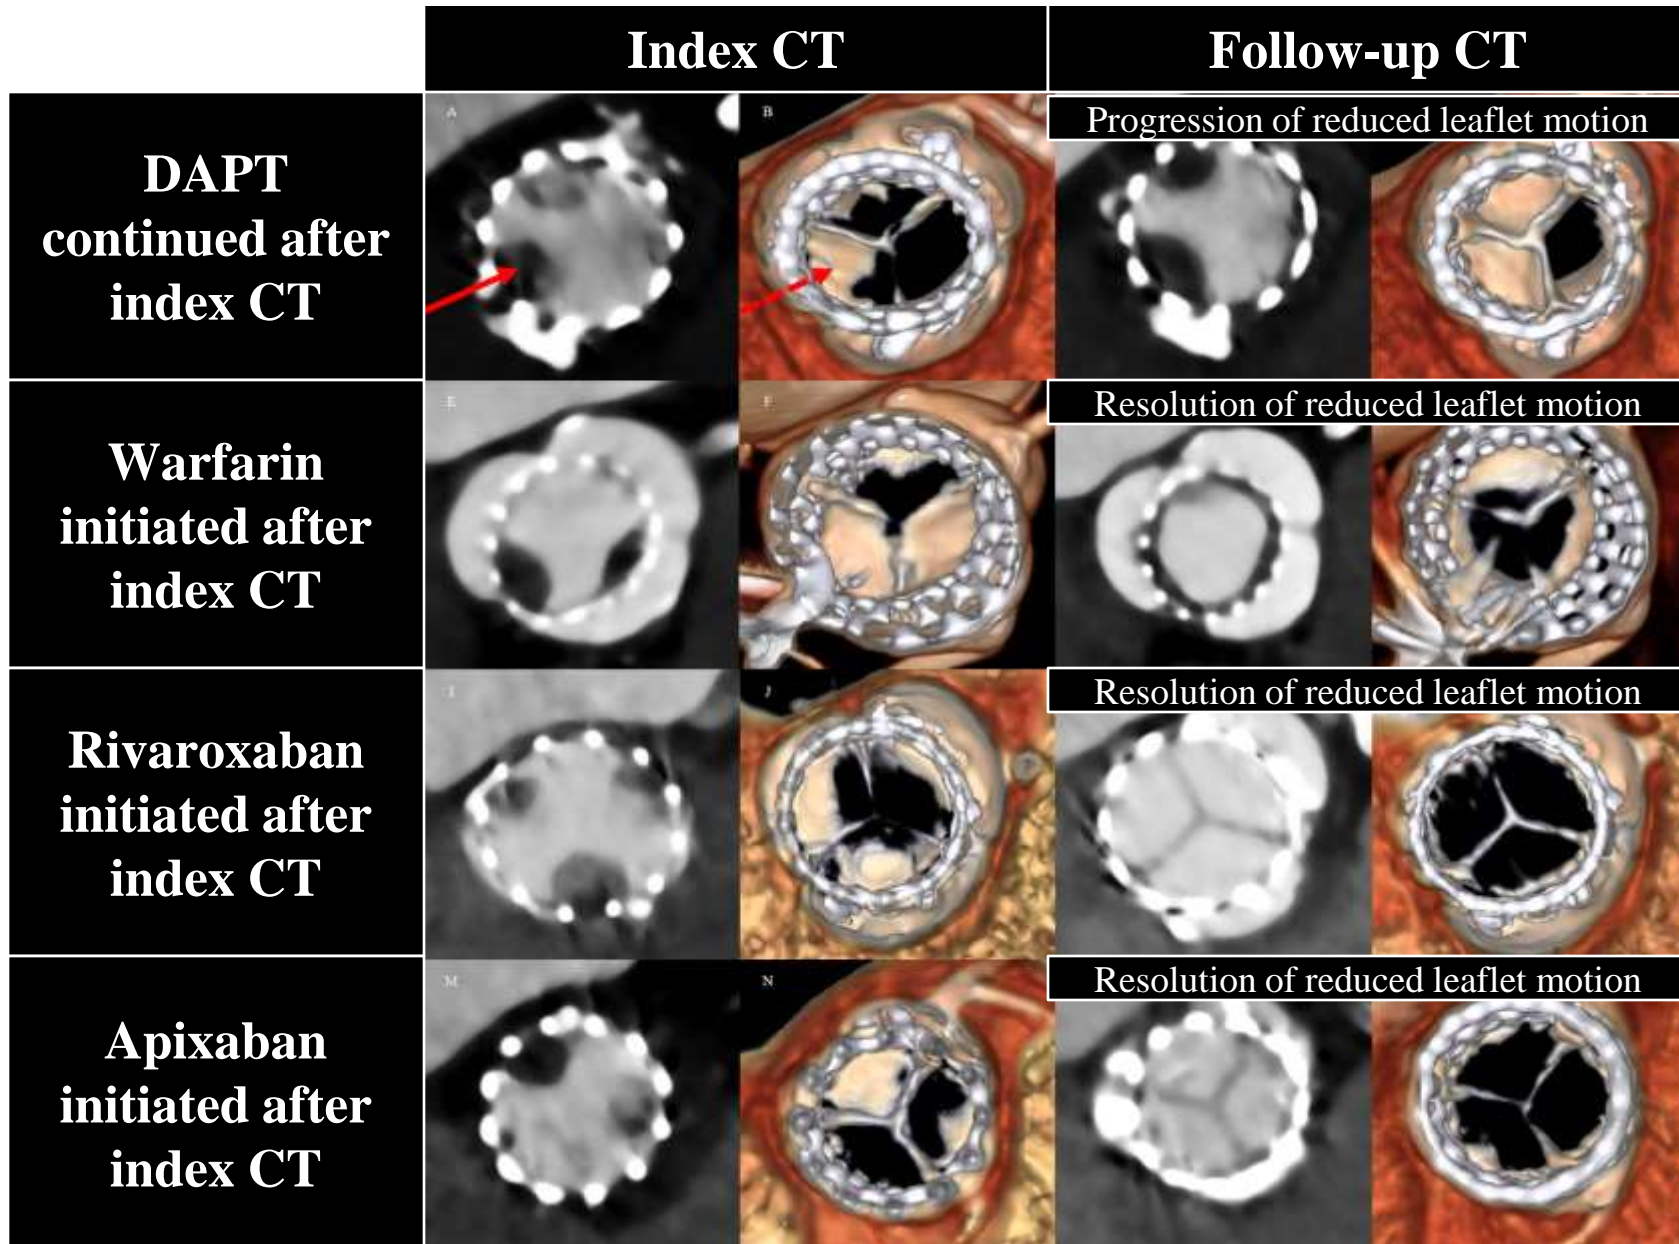 Index CT
Follow-up CT
DAPT
continued after
index CT
A
B
Progression of reduced leaflet motion
Warfarin
initiated after
index CT
E
F
Resolution of reduced leaflet motion
Rivaroxaban
initiated after
index CT
I
J
Resolution of reduced leaflet motion
Apixaban
initiated after
index CT
M
N
Resolution of reduced leaflet motion